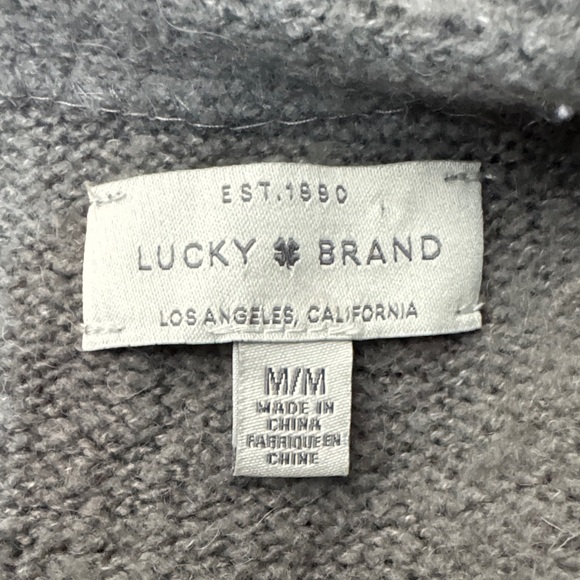 EST.1990
LUCKY BRAND
LOS ANGELES, CALIFORNIA
M/M
MADE IN
CHINA
FABRIQUE EN
CHINE